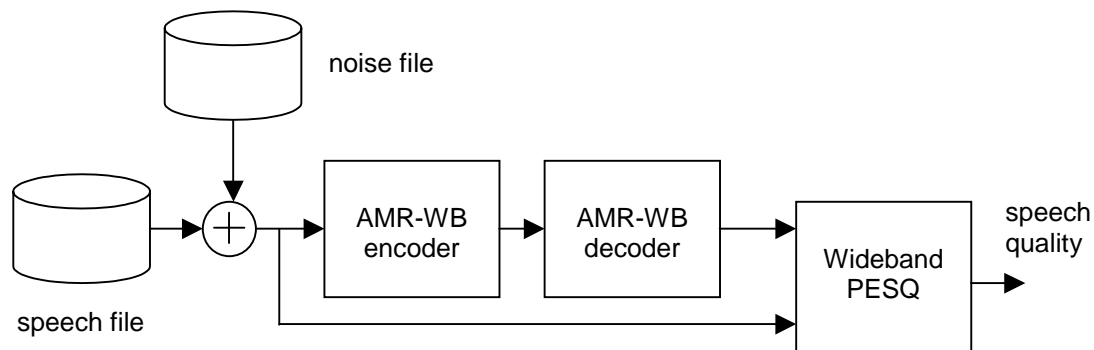 noise file
speech file
AMR-WB
encoder
AMR-WB
decoder
Wideband
PESQ
speech
quality